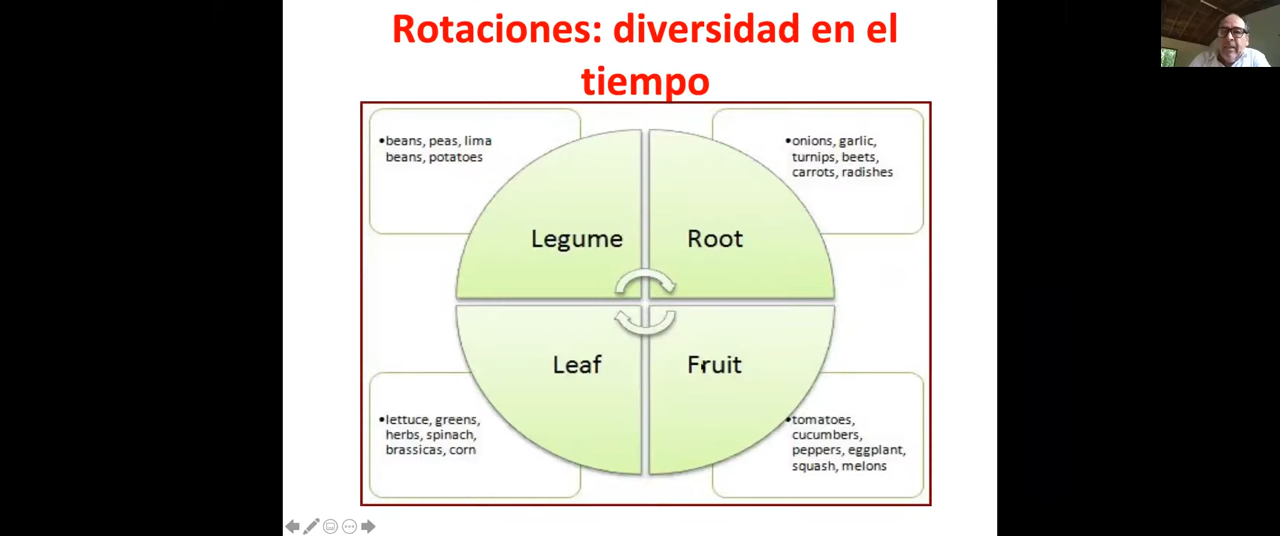 Rotaciones: diversidad en el
tiempo
•beans, peas, lima
beans, potatoes
•onions, garlic,
turnips, beets,
carrots, radishes
Legume
Root
Leaf
Fruit
•lettuce, greens,
herbs, spinach,
brassicas, corn
•tomatoes,
cucumbers,
peppers, eggplant,
squash, melons